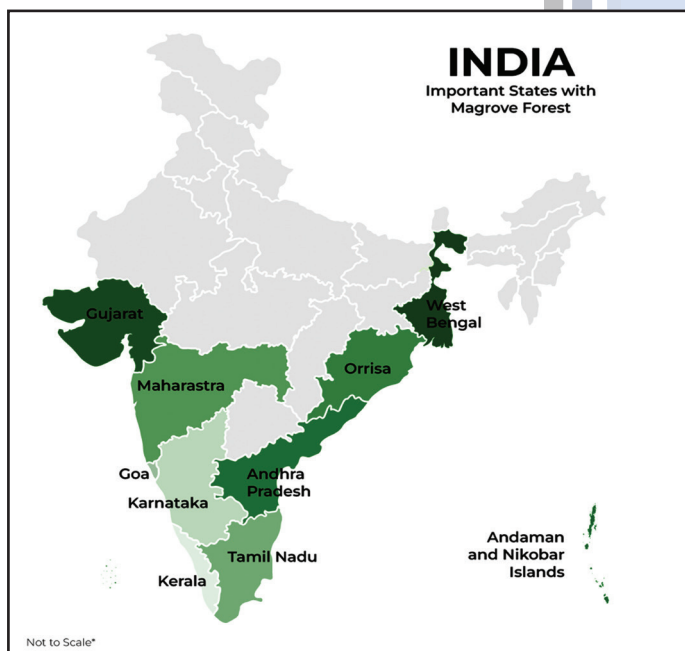 INDIA
Important States with
Magrove Forest
Gujarat
West
Bengal
Orrisa
Maharastra
Goa
Andhra
Pradesh
Karnataka
Tamil Nadu
Andaman
and Nikobar
Islands
Kerala
Not to Scale*